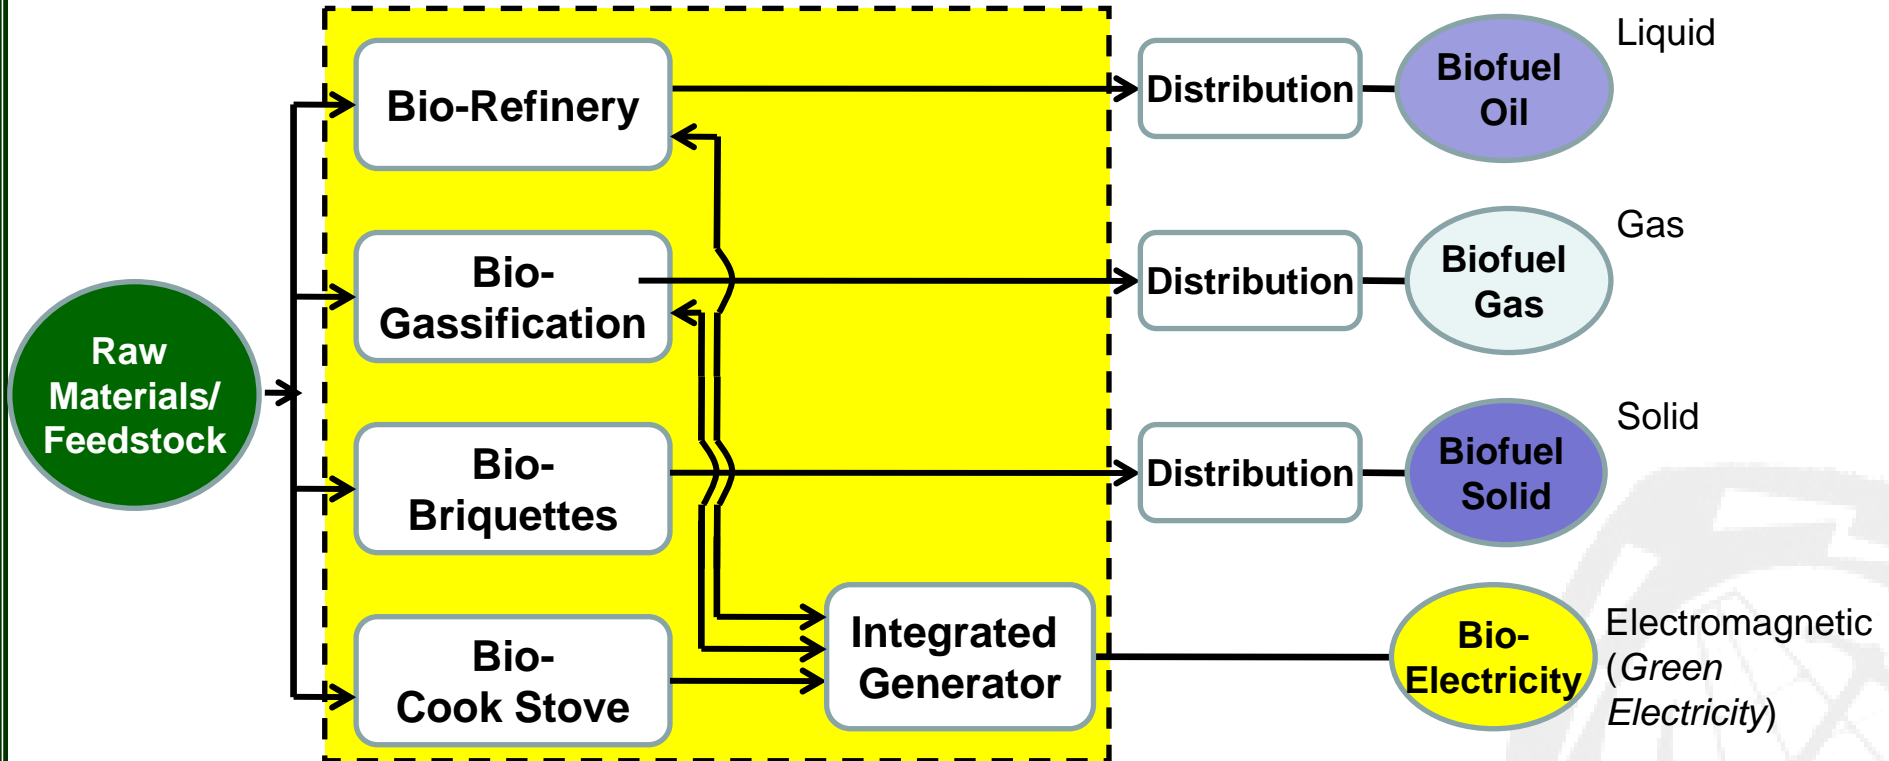 Bio-Refinery
Distribution
Biofuel
Oil
Liquid
Bio-
Gassification
Distribution
Biofuel
Gas
Gas
Raw
Materials/
Feedstock
Bio-
Briquettes
Distribution
Biofuel
Solid
Solid
Bio-
Cook Stove
Integrated
Generator
Bio-
Electricity
Electromagnetic
(Green
Electricity)